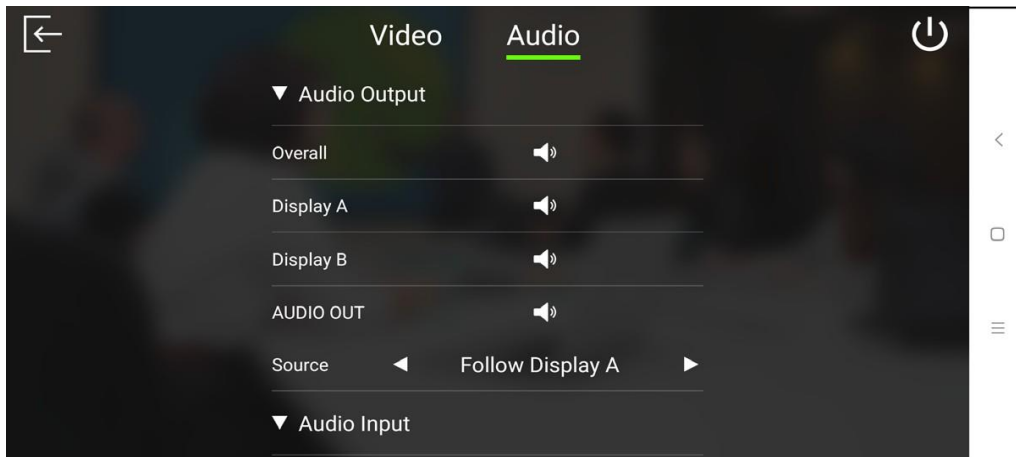 Video Audio
Audio Output
Overall
Display A
Display B
AUDIO OUT
Source Follow Display A
Audio Input